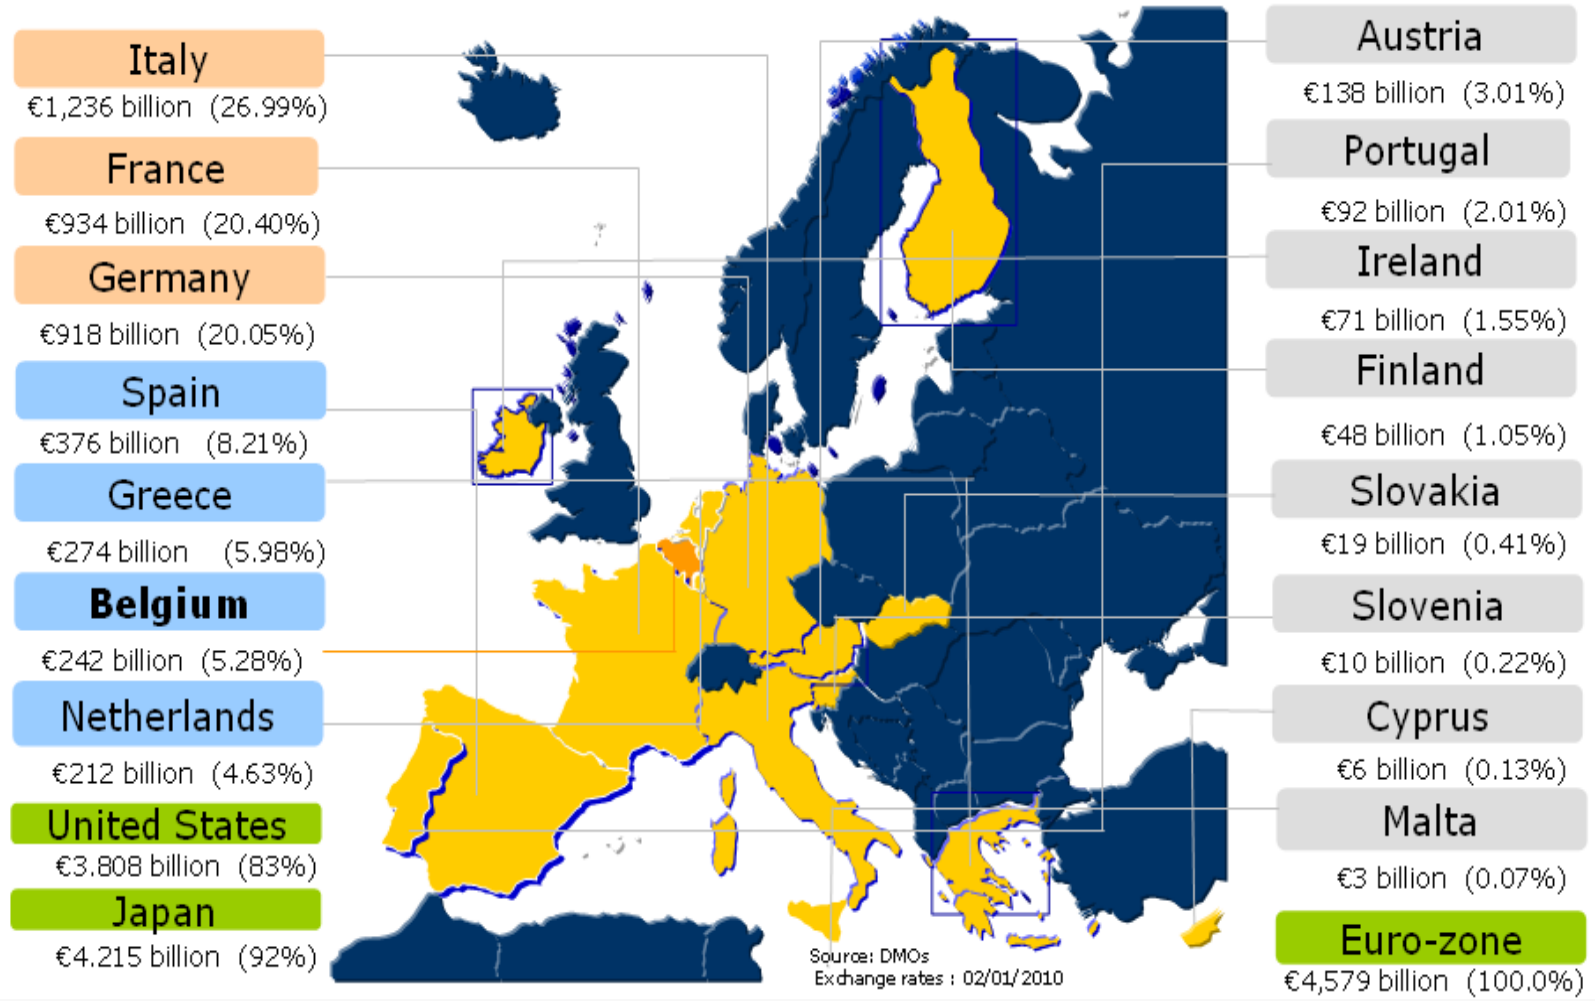 Italy
€1,236 billion (26.99%)
France
€934 billion (20.40%)
Germany
€918 billion (20.05%)
Spain
€376 billion (8.21%)
Greece
€274 billion (5.98%)
Belgium
€242 billion (5.28%)
Netherlands
€212 billion (4.63%)
United States
€3.808 billion (83%)
Japan
€4.215 billion (92%)
Austria
€138 billion (3.01%)
Portugal
€92 billion (2.01%)
Ireland
€71 billion (1.55%)
Finland
€48 billion (1.05%)
Slovakia
€19 billion (0.41%)
Slovenia
€10 billion (0.22%)
Cyprus
€6 billion (0.13%)
Malta
€3 billion (0.07%)
Euro-zone
€4,579 billion (100.0%)
Source: DMOs
Exchange rates : 02/01/2010